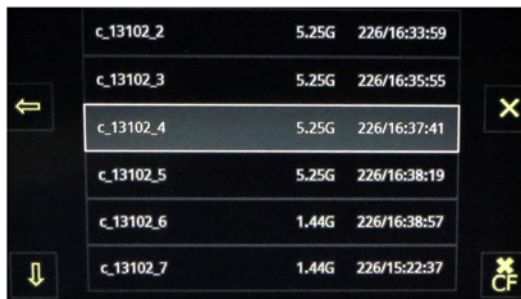 c_13102_2 5.25G 226/16:33:59
c_13102_3 5.25G 226/16:35:55
c_13102_4 5.25G 226/16:37:41
c_13102_5 5.25G 226/16:38:19
c_13102_6 1.44G 226/16:38:57
c_13102_7 1.44G 226/15:22:37
CF